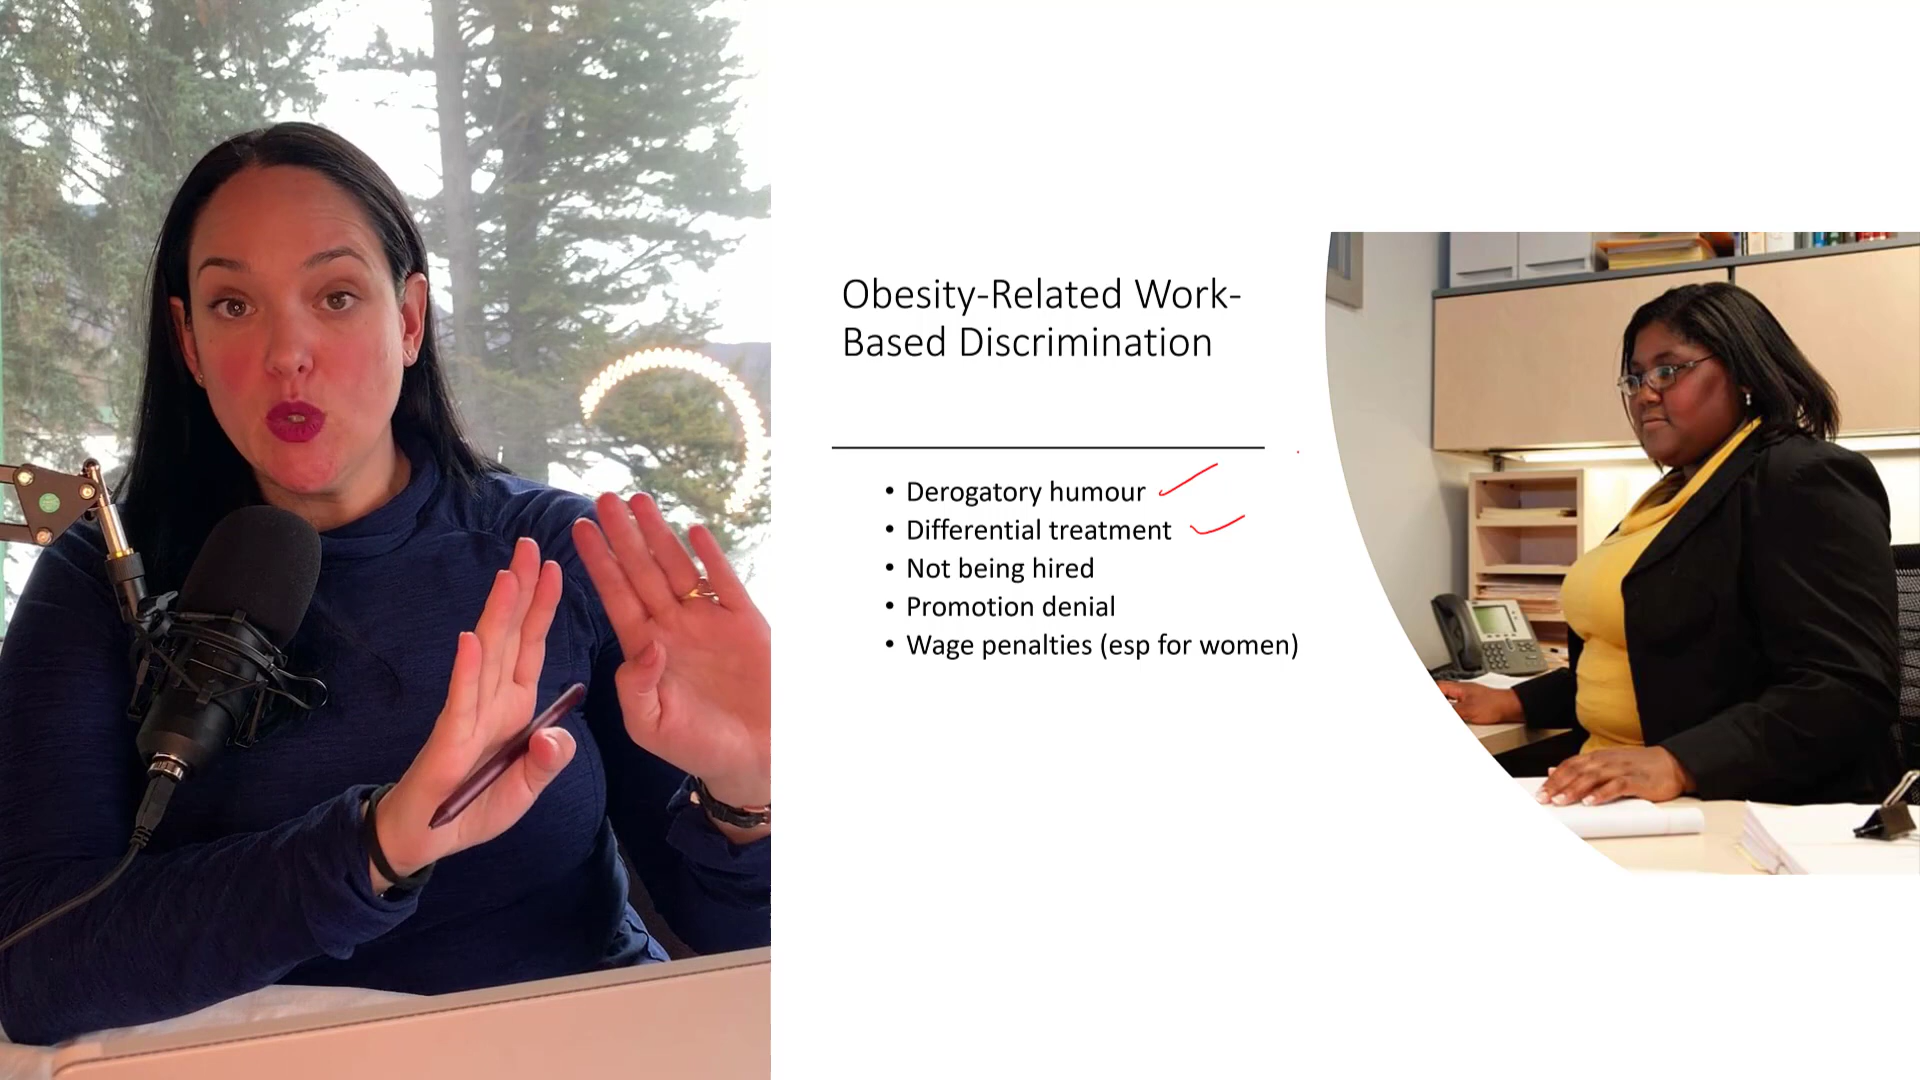 Obesity-Related Work-
Based Discrimination
• Derogatory humour
• Differential treatment
• Not being hired
• Promotion denial
• Wage penalties (esp for women)